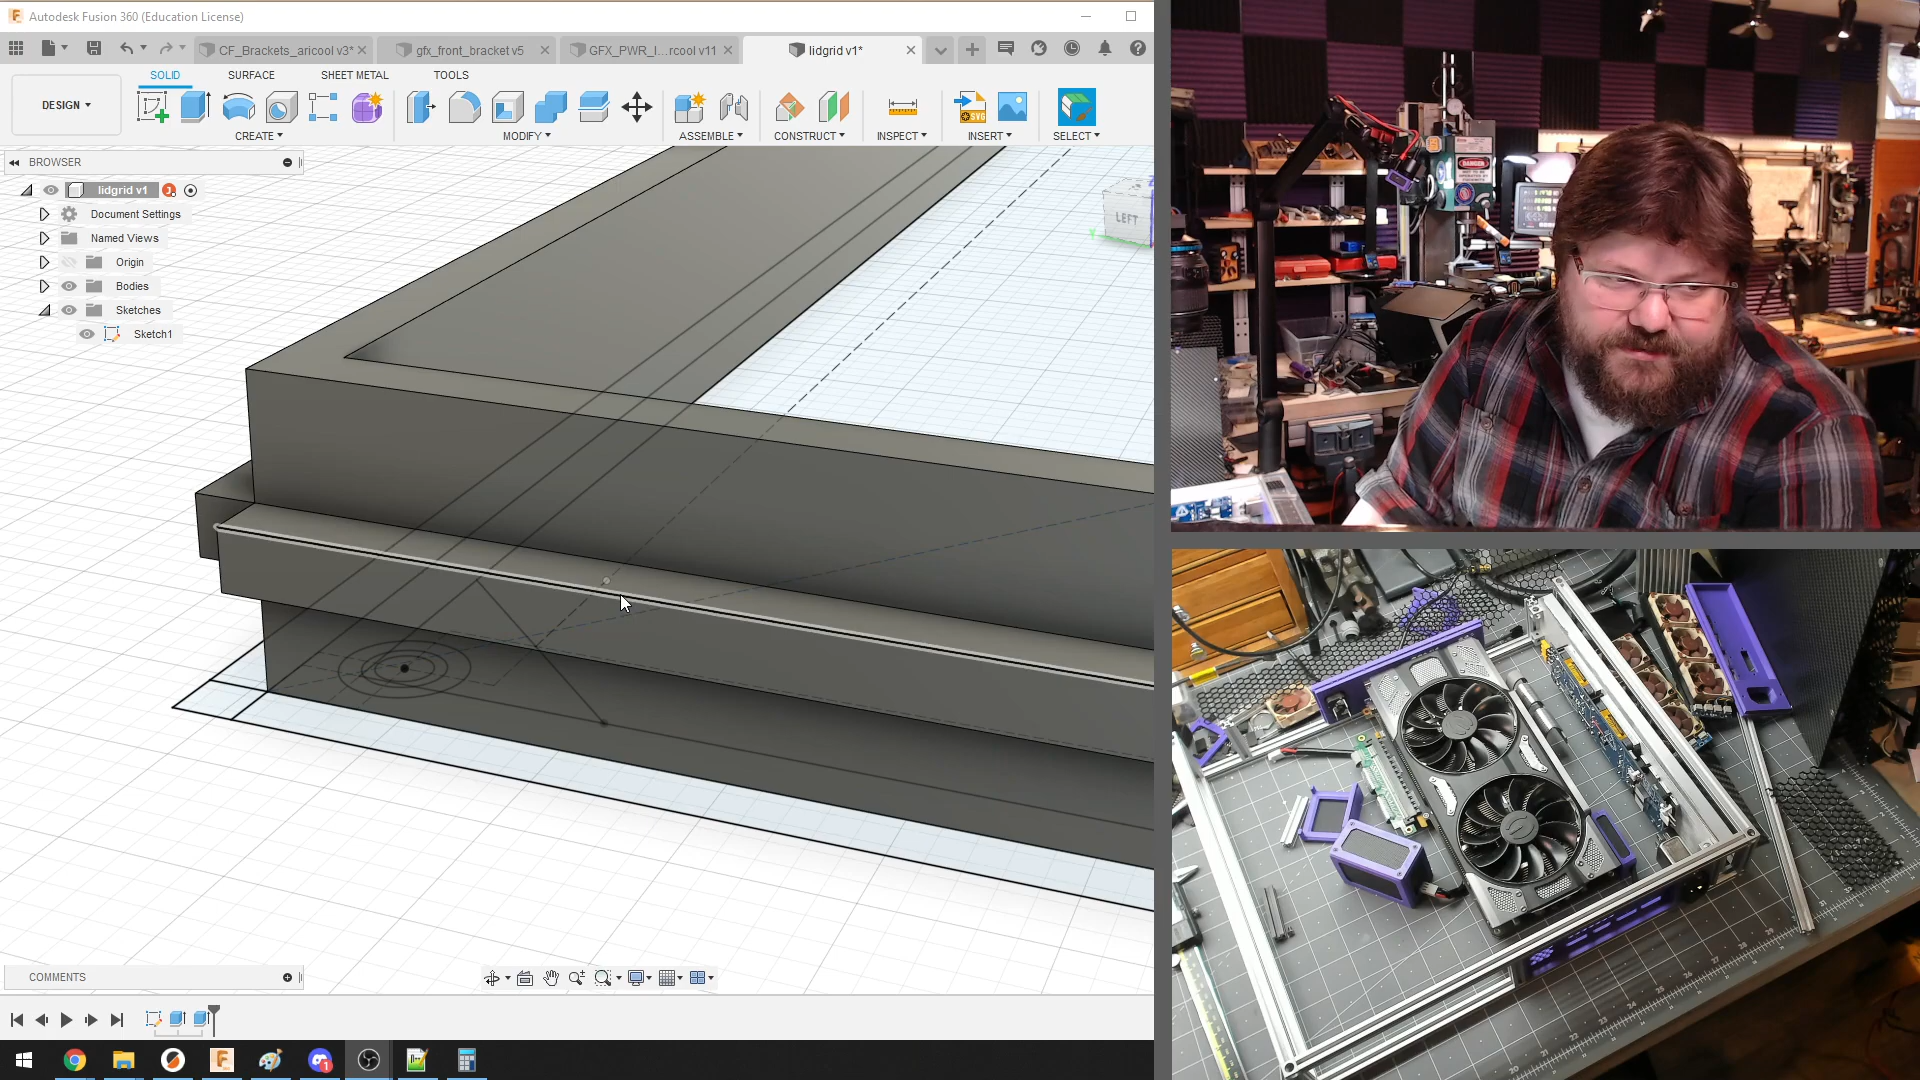 Autodesk Fusion 360 (Education License)
CF_Brackets_aricool v3*
gfx_front_bracket v5
GFX_PWR_I...rcool v11
lidgrid v1*
SOLID
SURFACE
SHEET METAL
TOOLS
DESIGN
CREATE
MODIFY
ASSEMBLE
CONSTRUCT
INSPECT
INSERT
SELECT
SVG
BROWSER
lidgrid v1
Document Settings
Named Views
Origin
Bodies
Sketches
Sketch1
LEFT
COMMENTS
DANGER